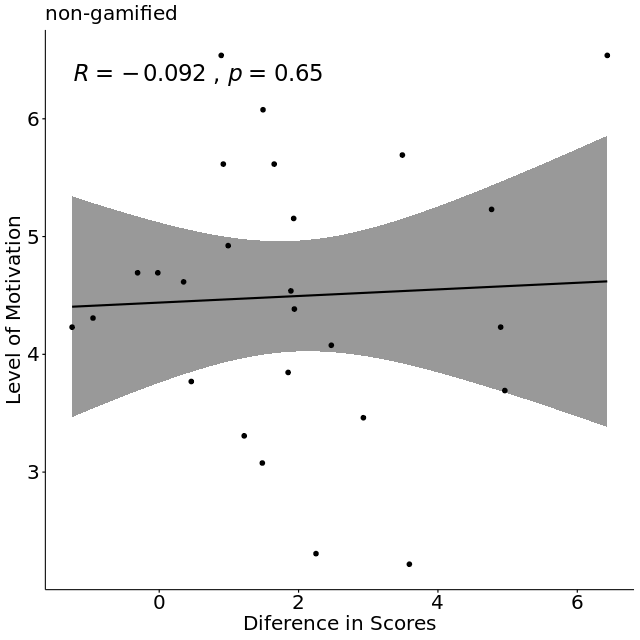 non-gamified
R = −0.092 , p = 0.65
6
5
4
3
Level of Motivation
0 2 4 6
Diference in Scores